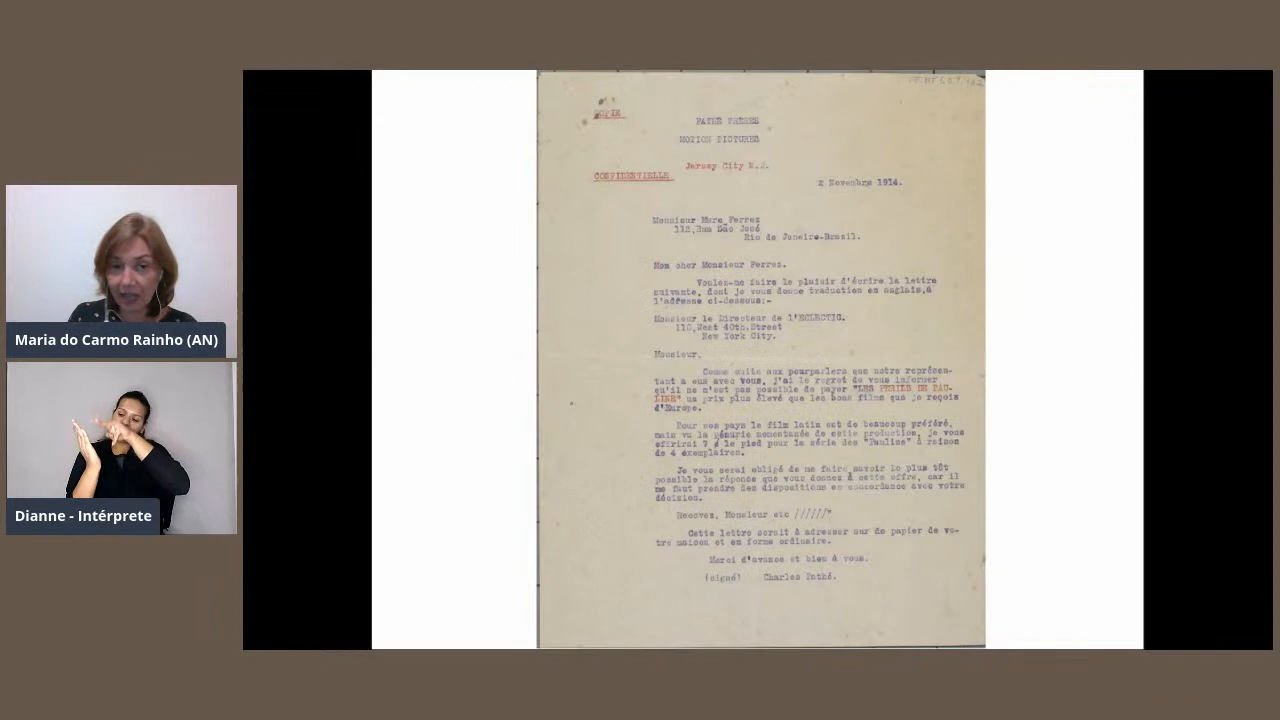 COPIE
PATHÉ FRÈRES
MOTION PICTURES
Jersey City N.J.
CONFIDENTIELLE
2 Novembre 1914.
Monsieur Marc Ferrez
112,Rua São José
Rio de Janeiro-Brasil.
Mon cher Monsieur Ferrez.
Voulez-me faire le plaisir d'écrire la lettre
suivante, dont je vous donne traduction en anglais,à
l'adresse ci-dessous:-
Monsieur le Directeur de l'ECLECTIC.
110,West 40th.Street
New York City.
Monsieur,
Comme suite aux pourparlers que notre représen-
tant a eus avec vous, j'ai le regret de vous informer
qu'il ne m'est pas possible de payer "LES PERILS DE PAU-
LINE" un prix plus élevé que les bons films que je reçois
d'Europe.
Pour nos pays le film latin est de beaucoup préféré,
mais vu la pénurie momentanée de cette production, je vous
offrirai 7 ¢ le pied pour la série des "Pauline" à raison
de 4 exemplaires.
Je vous serai obligé de me faire savoir le plus tôt
possible la réponse que vous donnez à cette offre, car il
me faut prendre des dispositions en concordance avec votre
décision.
Recevez, Monsieur etc //////"
Cette lettre serait à adresser sur de papier de vo-
tre maison et en forme ordinaire.
Merci d'avance et bien à vous.
(signé) Charles Pathé.
Maria do Carmo Rainho (AN)
Dianne - Intérprete